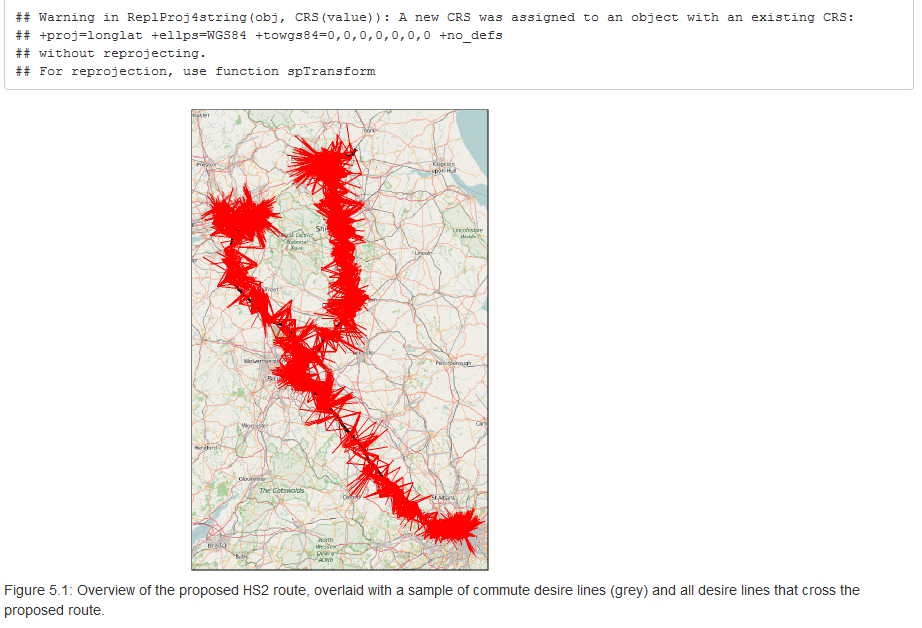 ## Warning in ReplProj4string(obj, CRS(value)): A new CRS was assigned to an object with an existing CRS:
## +proj=longlat +ellps=WGS84 +towgs84=0,0,0,0,0,0,0 +no_defs
## without reprojecting.
## For reprojection, use function spTransform
York
Preston
Kingston
upon Hull
Lincolnshire
Wolds
National
Park
Lincoln
Peterborough
Worcester
Hereford
Gloucester
The Cotswolds
St Albans
North
Wessex
Downs
AONB
Bristol
Bath
Figure 5.1: Overview of the proposed HS2 route, overlaid with a sample of commute desire lines (grey) and all desire lines that cross the
proposed route.